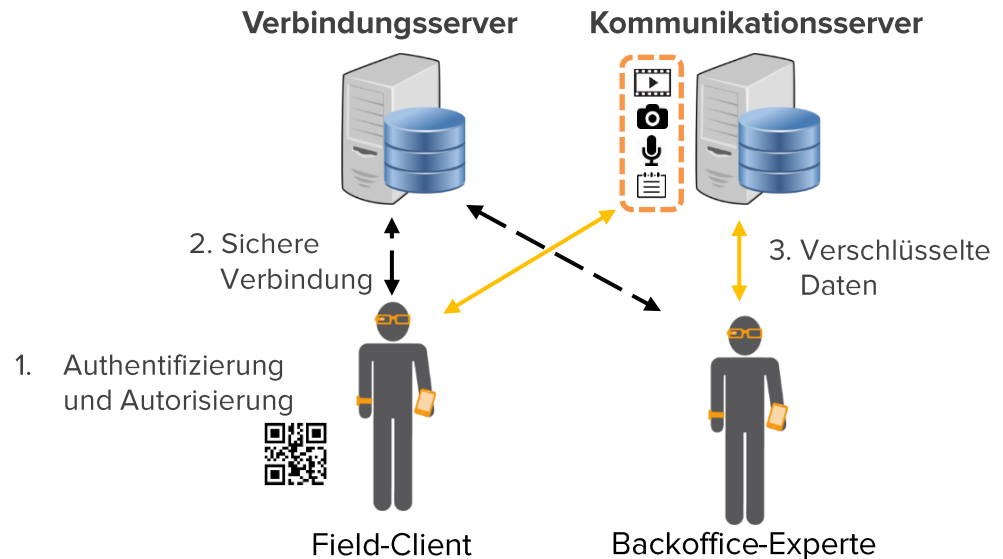 Verbindungsserver
Kommunikationsserver
2. Sichere
Verbindung
3. Verschlüsselte
Daten
1. Authentifizierung
und Autorisierung
Field-Client
Backoffice-Experte